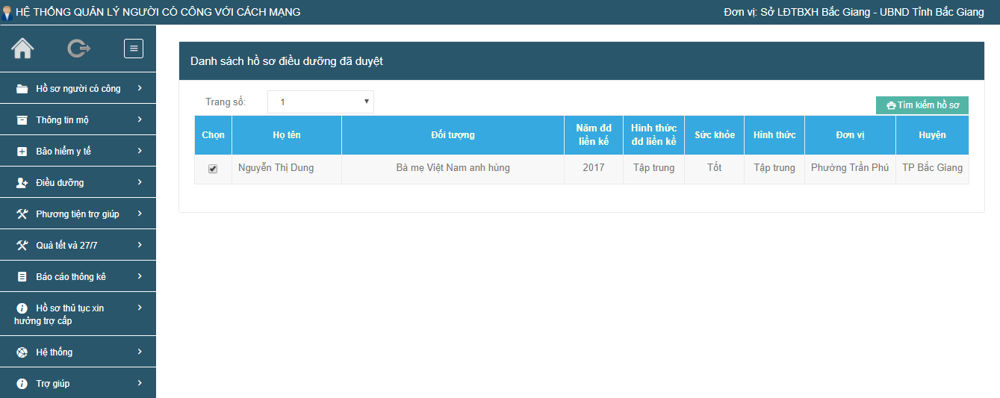 HỆ THỐNG QUẢN LÝ NGƯỜI CÓ CÔNG VỚI CÁCH MẠNG
Đơn vị: Sở LĐTBXH Bắc Giang - UBND Tỉnh Bắc Giang
Hồ sơ người có công
Thông tin mộ
Bảo hiểm y tế
Điều dưỡng
Phương tiện trợ giúp
Quà tết và 27/7
Báo cáo thống kê
Hồ sơ thủ tục xin
hưởng trợ cấp
Hệ thống
Trợ giúp
Danh sách hồ sơ điều dưỡng đã duyệt
Trang số: 1
Tìm kiếm hồ sơ
Chọn Họ tên Đối tượng Năm đd liền kề Hình thức đd liền kề Sức khỏe Hình thức Đơn vị Huyện
Nguyễn Thị Dung Bà mẹ Việt Nam anh hùng 2017 Tập trung Tốt Tập trung Phường Trần Phú TP Bắc Giang